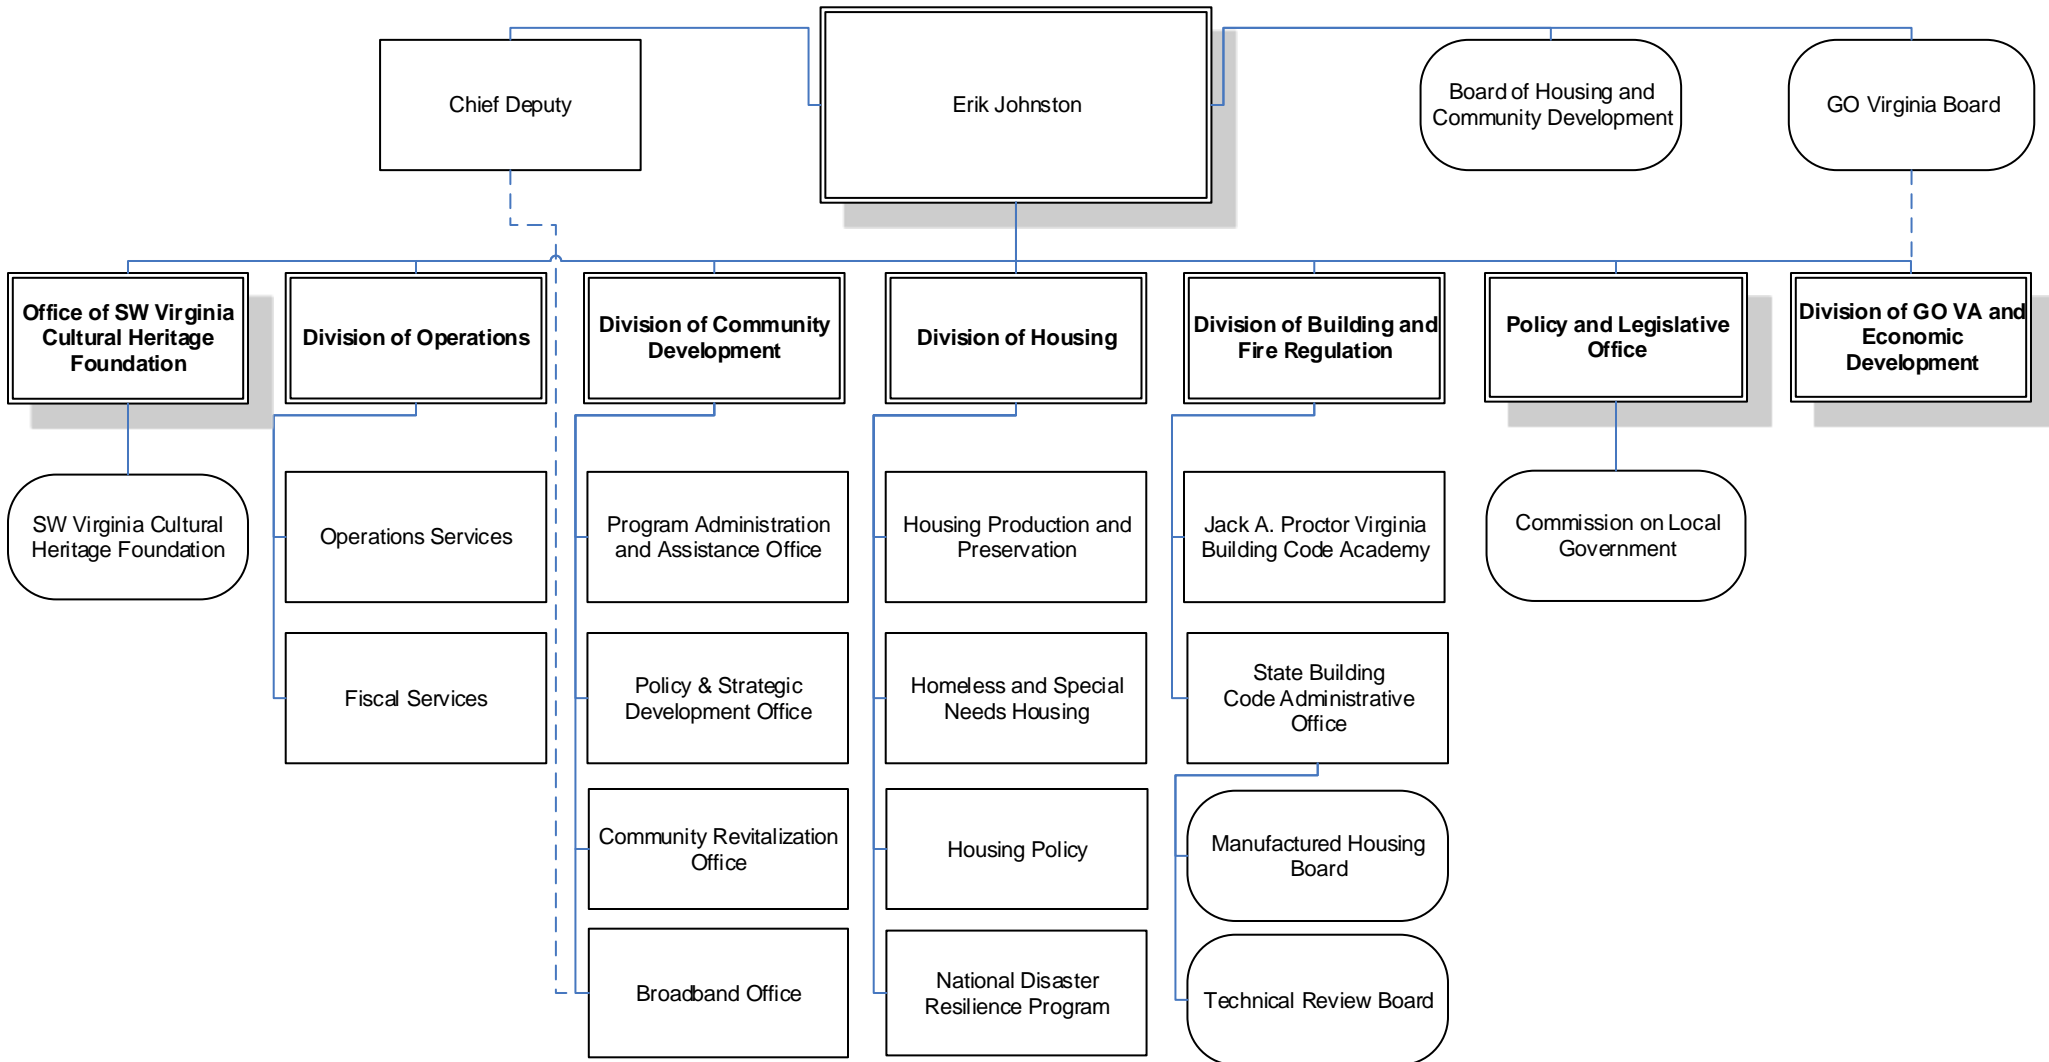 Chief Deputy
Erik Johnston
Board of Housing and
Community Development
GO Virginia Board
Office of SW Virginia
Cultural Heritage
Foundation
Division of Operations
Division of Community
Development
Division of Housing
Division of Building and
Fire Regulation
Policy and Legislative
Office
Division of GO VA and
Economic
Development
SW Virginia Cultural
Heritage Foundation
Operations Services
Program Administration
and Assistance Office
Housing Production and
Preservation
Jack A. Proctor Virginia
Building Code Academy
Commission on Local
Government
Fiscal Services
Policy & Strategic
Development Office
Homeless and Special
Needs Housing
State Building
Code Administrative
Office
Community Revitalization
Office
Housing Policy
Manufactured Housing
Board
Broadband Office
National Disaster
Resilience Program
Technical Review Board